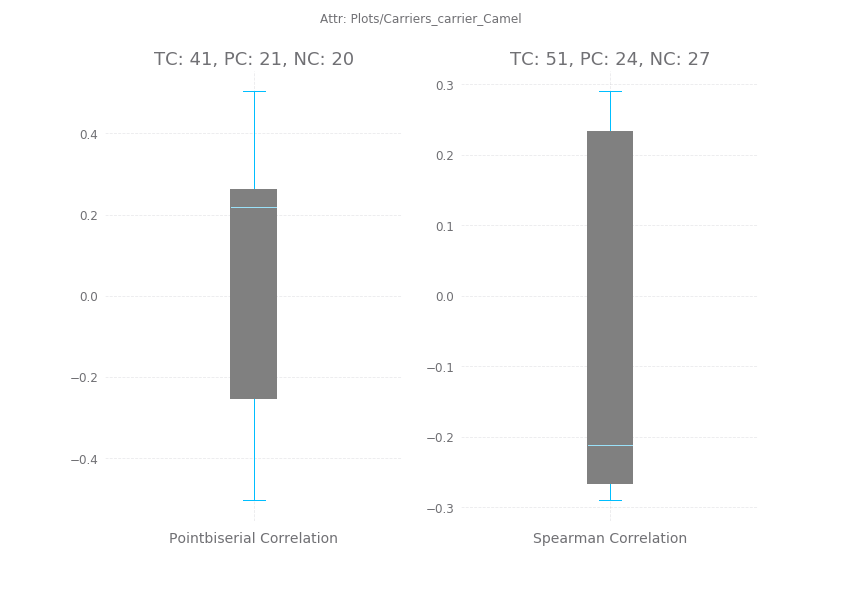 Attr: Plots/Carriers_carrier_Camel
TC: 41, PC: 21, NC: 20
0.4
0.2
0.0
−0.2
−0.4
Pointbiserial Correlation
TC: 51, PC: 24, NC: 27
0.3
0.2
0.1
0.0
−0.1
−0.2
−0.3
Spearman Correlation